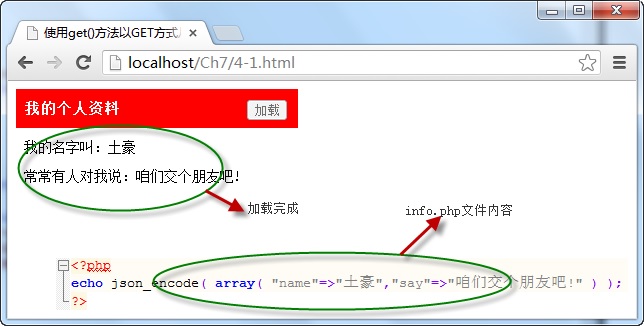 使用get()方法以GET方式
localhost/Ch7/4-1.html
我的个人资料
加载
我的名字叫：土豪
常常有人对我说：咱们交个朋友吧!
加载完成
info.php文件内容
<?php
echo json_encode( array( "name"=>"土豪","say"=>"咱们交个朋友吧!" ) );
?>